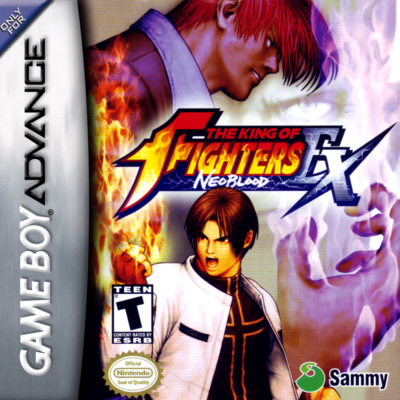 ONLY
FOR
GAME BOY ADVANCE
THE KING OF
FIGHTERS EX
NEOBLOOD
TEEN
T
CONTENT RATED BY
ESRB
Official
Nintendo
Seal of Quality
Sammy